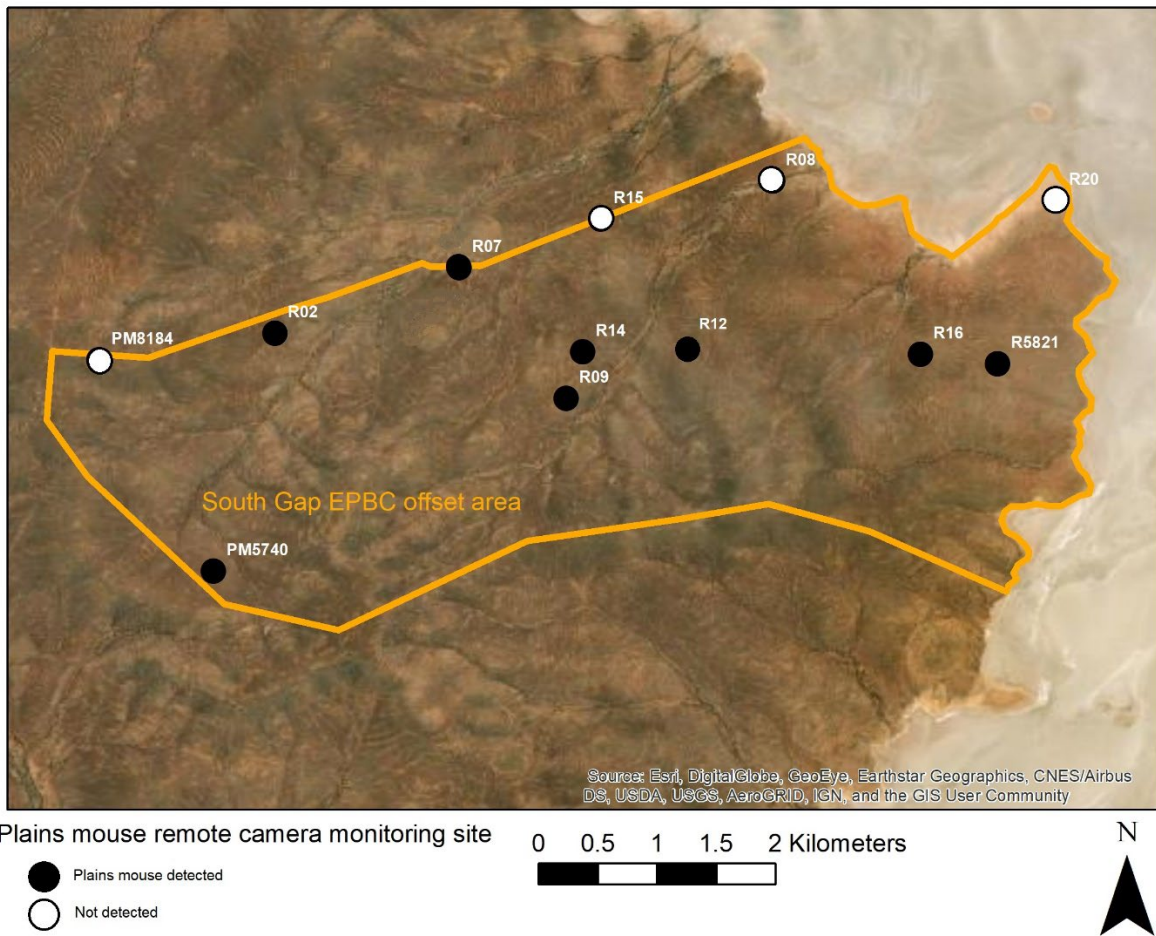 R08
R20
R15
R07
R02
PM8184
R14
R12
R16
R5821
R09
South Gap EPBC offset area
PM5740
Source: Esri, DigitalGlobe, GeoEye, Earthstar Geographics, CNES/Airbus
DS, USDA, USGS, AeroGRID, IGN, and the GIS User Community
Plains mouse remote camera monitoring site
Plains mouse detected
Not detected
0 0.5 1 1.5 2 Kilometers
N